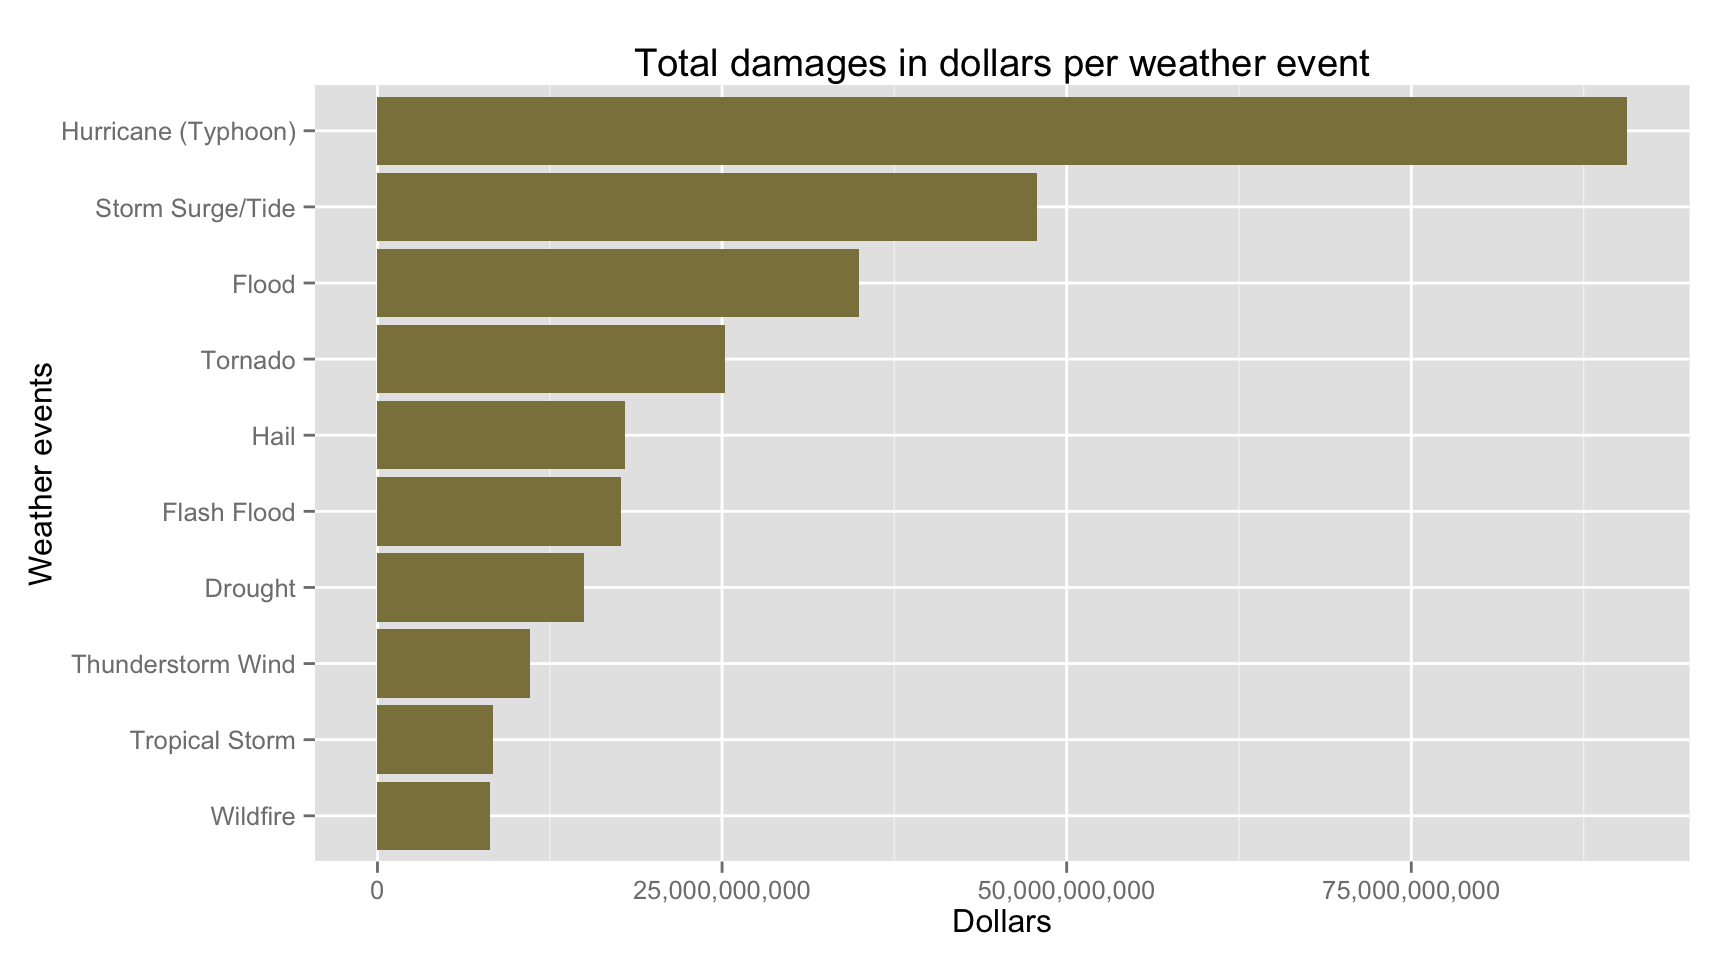 Total damages in dollars per weather event
Weather events
Hurricane (Typhoon)
Storm Surge/Tide
Flood
Tornado
Hail
Flash Flood
Drought
Thunderstorm Wind
Tropical Storm
Wildfire
0 25,000,000,000 50,000,000,000 75,000,000,000
Dollars